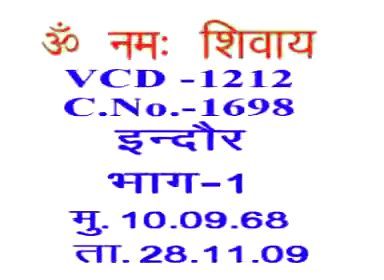 ॐ नमः शिवाय
VCD -1212
C.No.-1698
इन्दौर
भाग-1
मु. 10.09.68
ता. 28.11.09